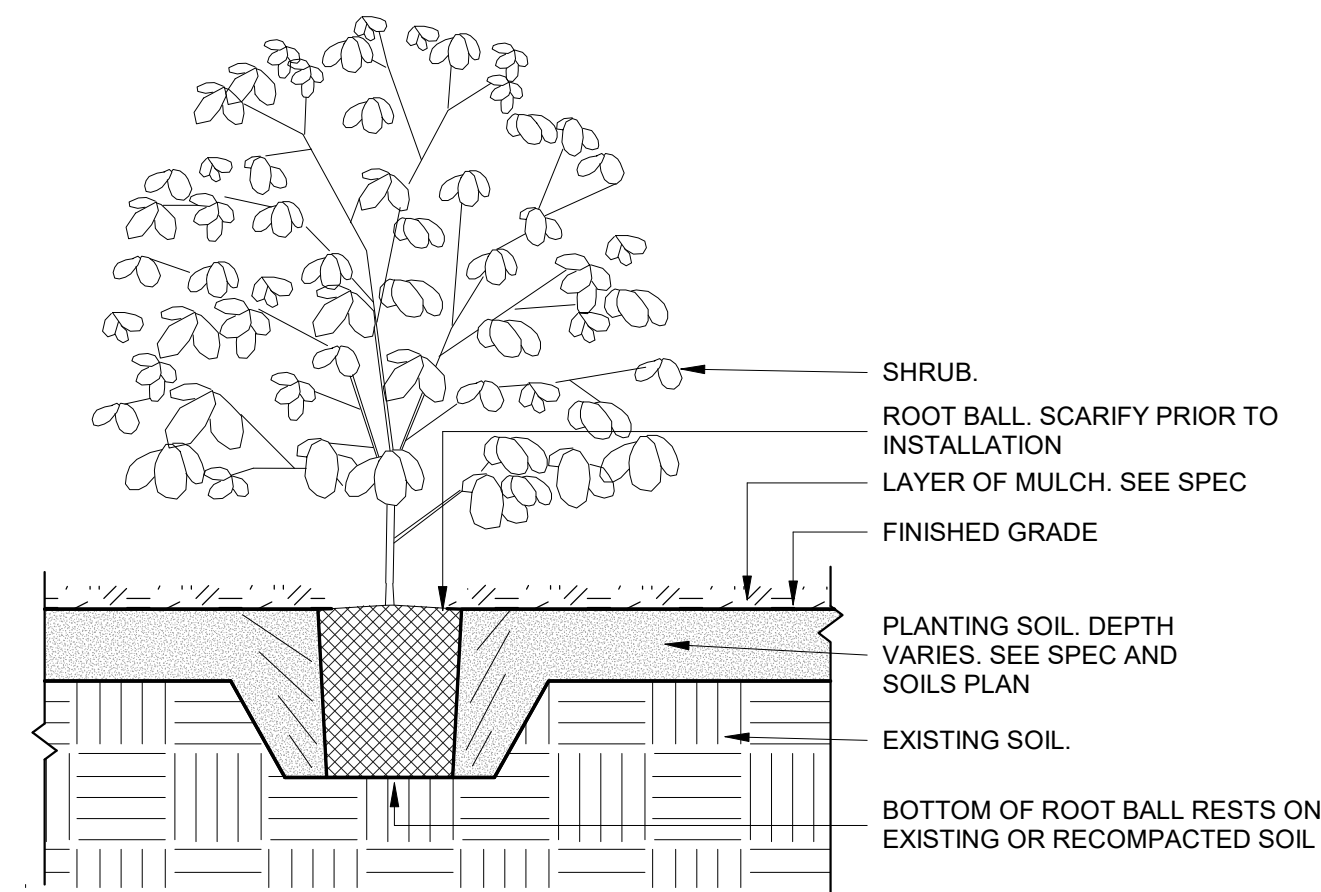 SHRUB.
ROOT BALL. SCARIFY PRIOR TO
INSTALLATION
LAYER OF MULCH. SEE SPEC
FINISHED GRADE
PLANTING SOIL. DEPTH
VARIES. SEE SPEC AND
SOILS PLAN
EXISTING SOIL.
BOTTOM OF ROOT BALL RESTS ON
EXISTING OR RECOMPACTED SOIL